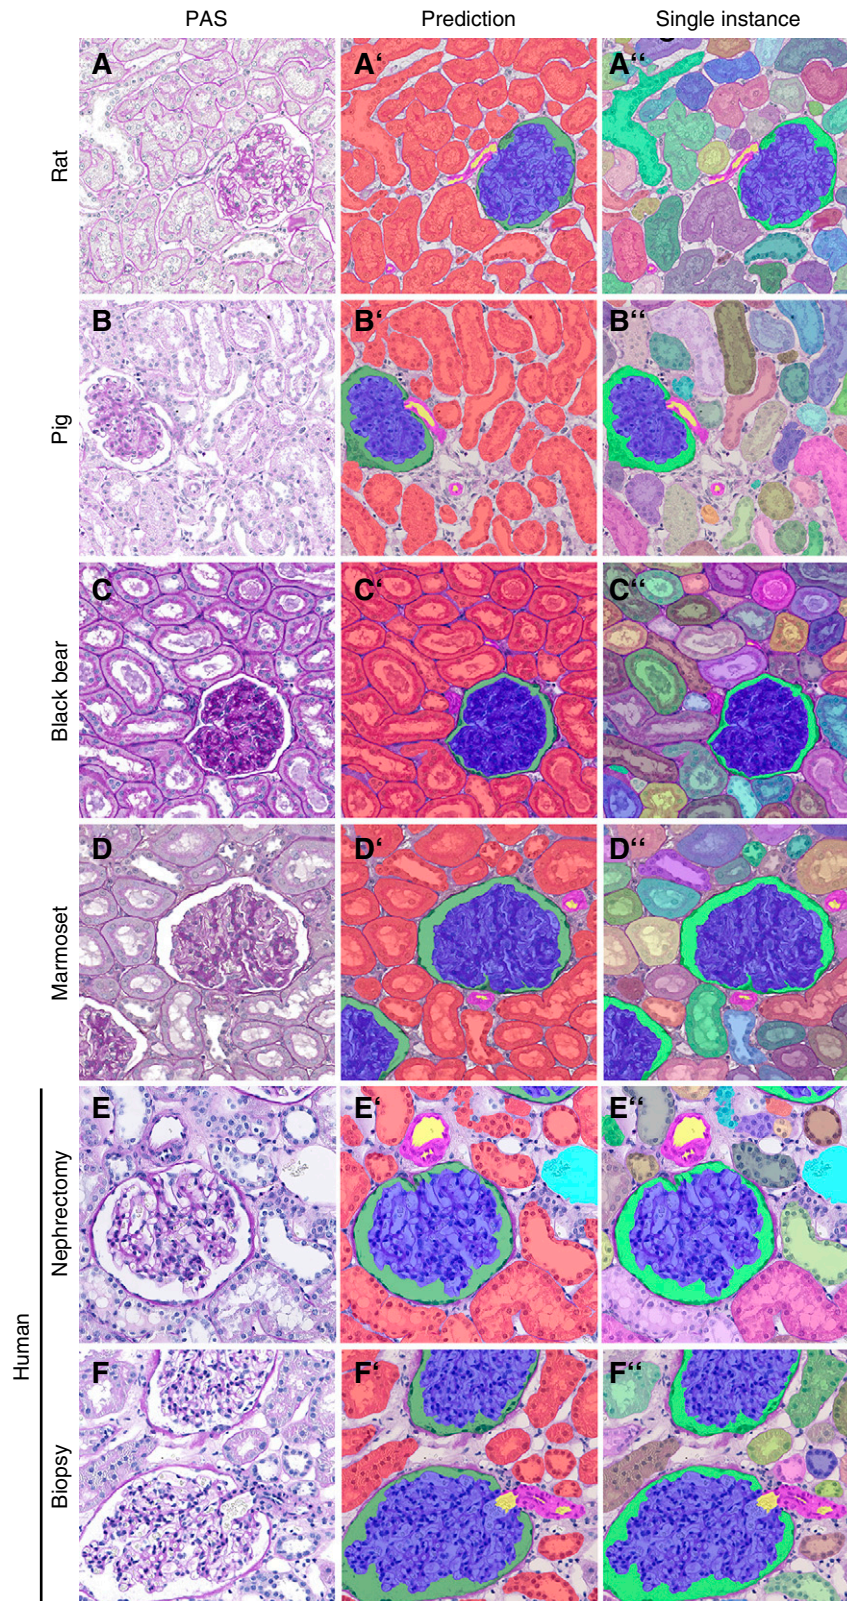 PAS Prediction Single instance
Rat A A‘ A‘‘
Pig B B‘ B‘‘
Black bear C C‘ C‘‘
Marmoset D D‘ D‘‘
Human
Nephrectomy E E‘ E‘‘
Biopsy F F‘ F‘‘